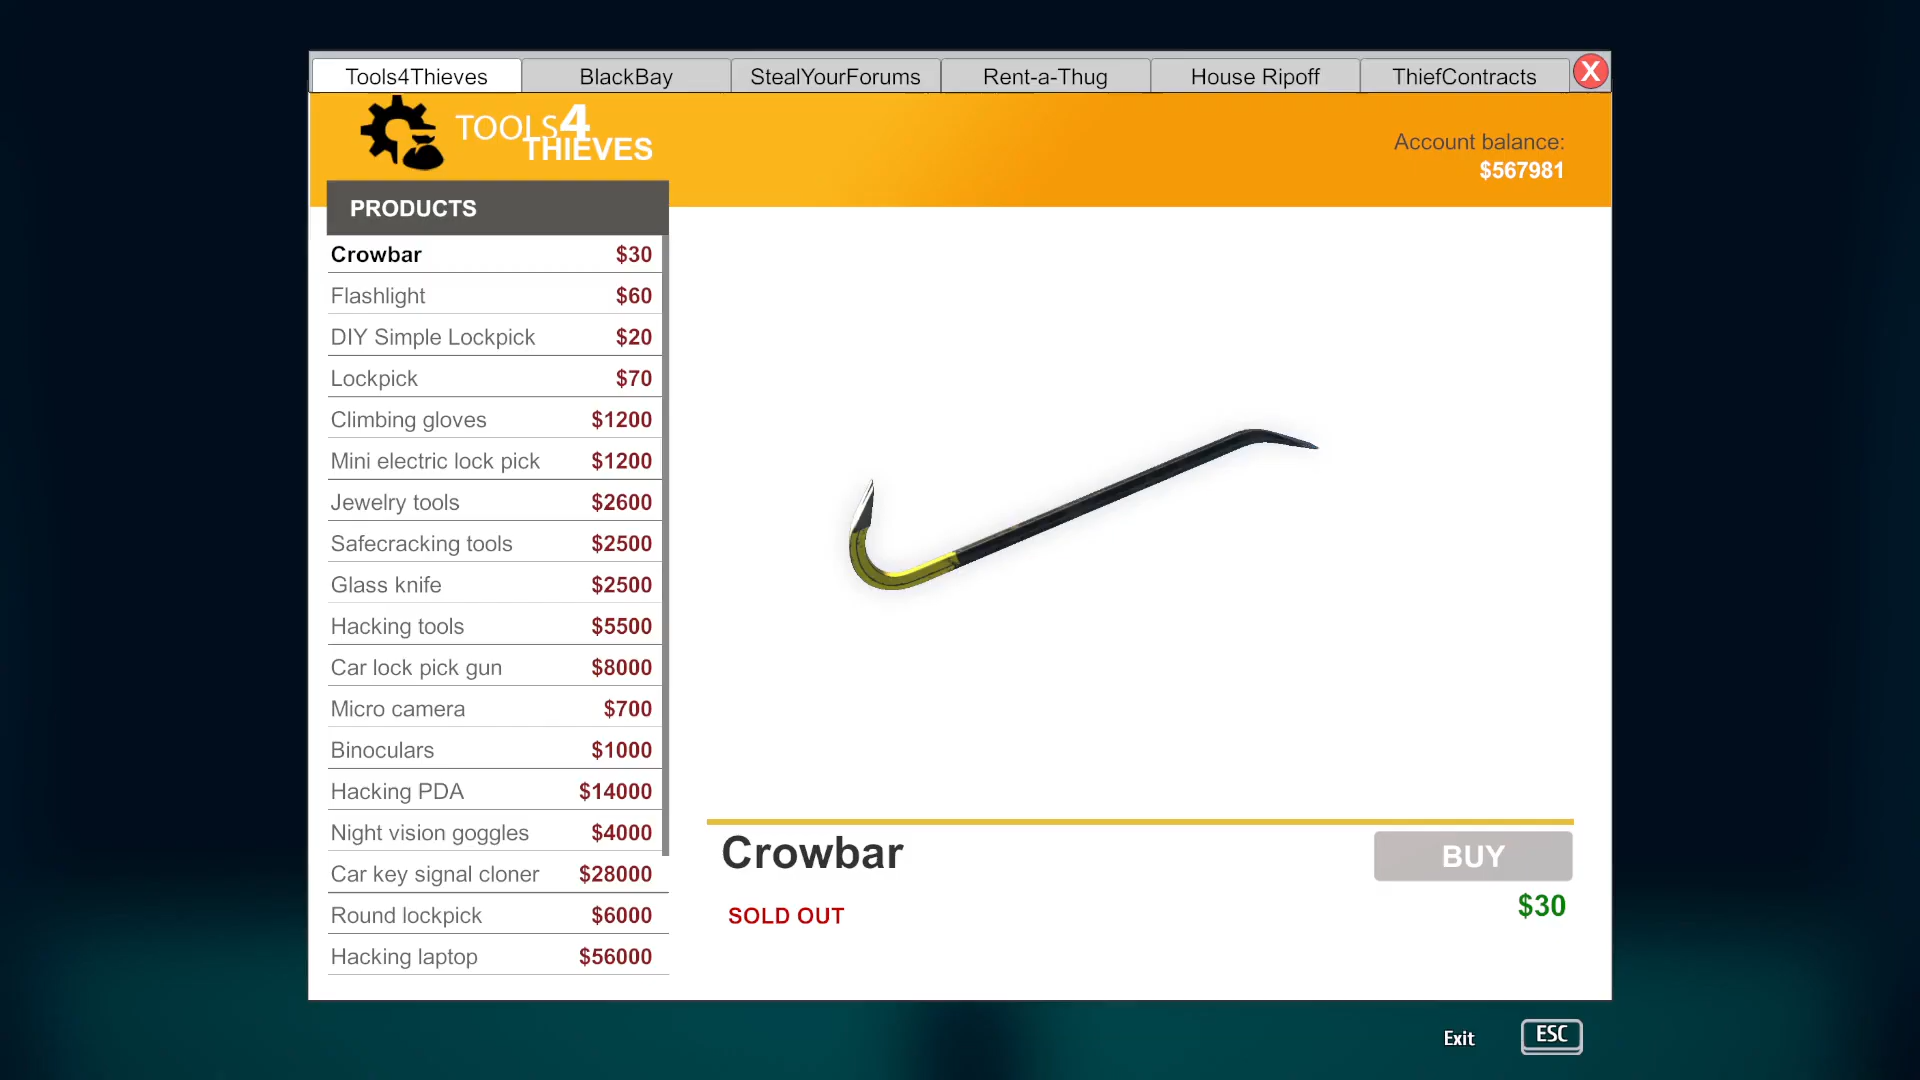 Tools4Thieves
BlackBay
StealYourForums
Rent-a-Thug
House Ripoff
ThiefContracts
X
TOOLS4
THIEVES
Account balance:
$567981
PRODUCTS
Crowbar $30
Flashlight $60
DIY Simple Lockpick $20
Lockpick $70
Climbing gloves $1200
Mini electric lock pick $1200
Jewelry tools $2600
Safecracking tools $2500
Glass knife $2500
Hacking tools $5500
Car lock pick gun $8000
Micro camera $700
Binoculars $1000
Hacking PDA $14000
Night vision goggles $4000
Car key signal cloner $28000
Round lockpick $6000
Hacking laptop $56000
Crowbar
BUY
SOLD OUT
$30
Exit ESC